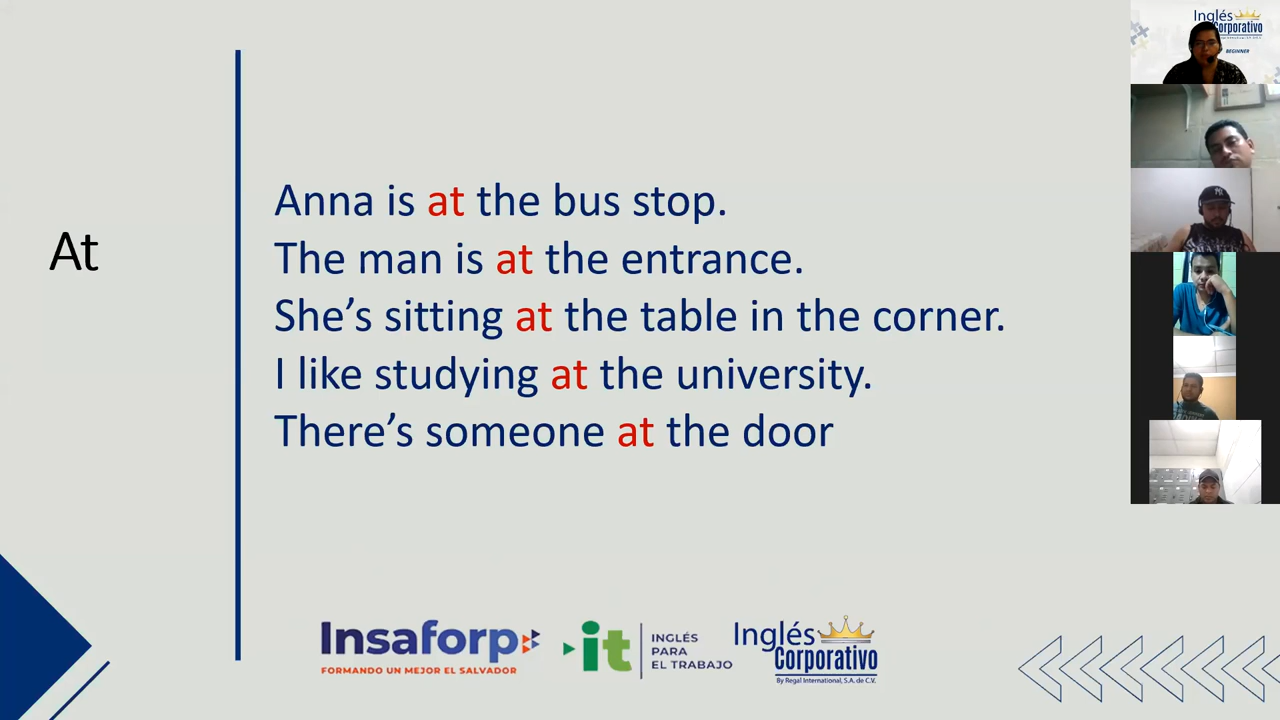 At
Anna is at the bus stop.
The man is at the entrance.
She’s sitting at the table in the corner.
I like studying at the university.
There’s someone at the door
Insaforp
FORMANDO UN MEJOR EL SALVADOR
it
INGLÉS
PARA
EL TRABAJO
Inglés
Corporativo
By Regal International, S.A. de C.V.
Inglés
Corporativo
BEGINNER